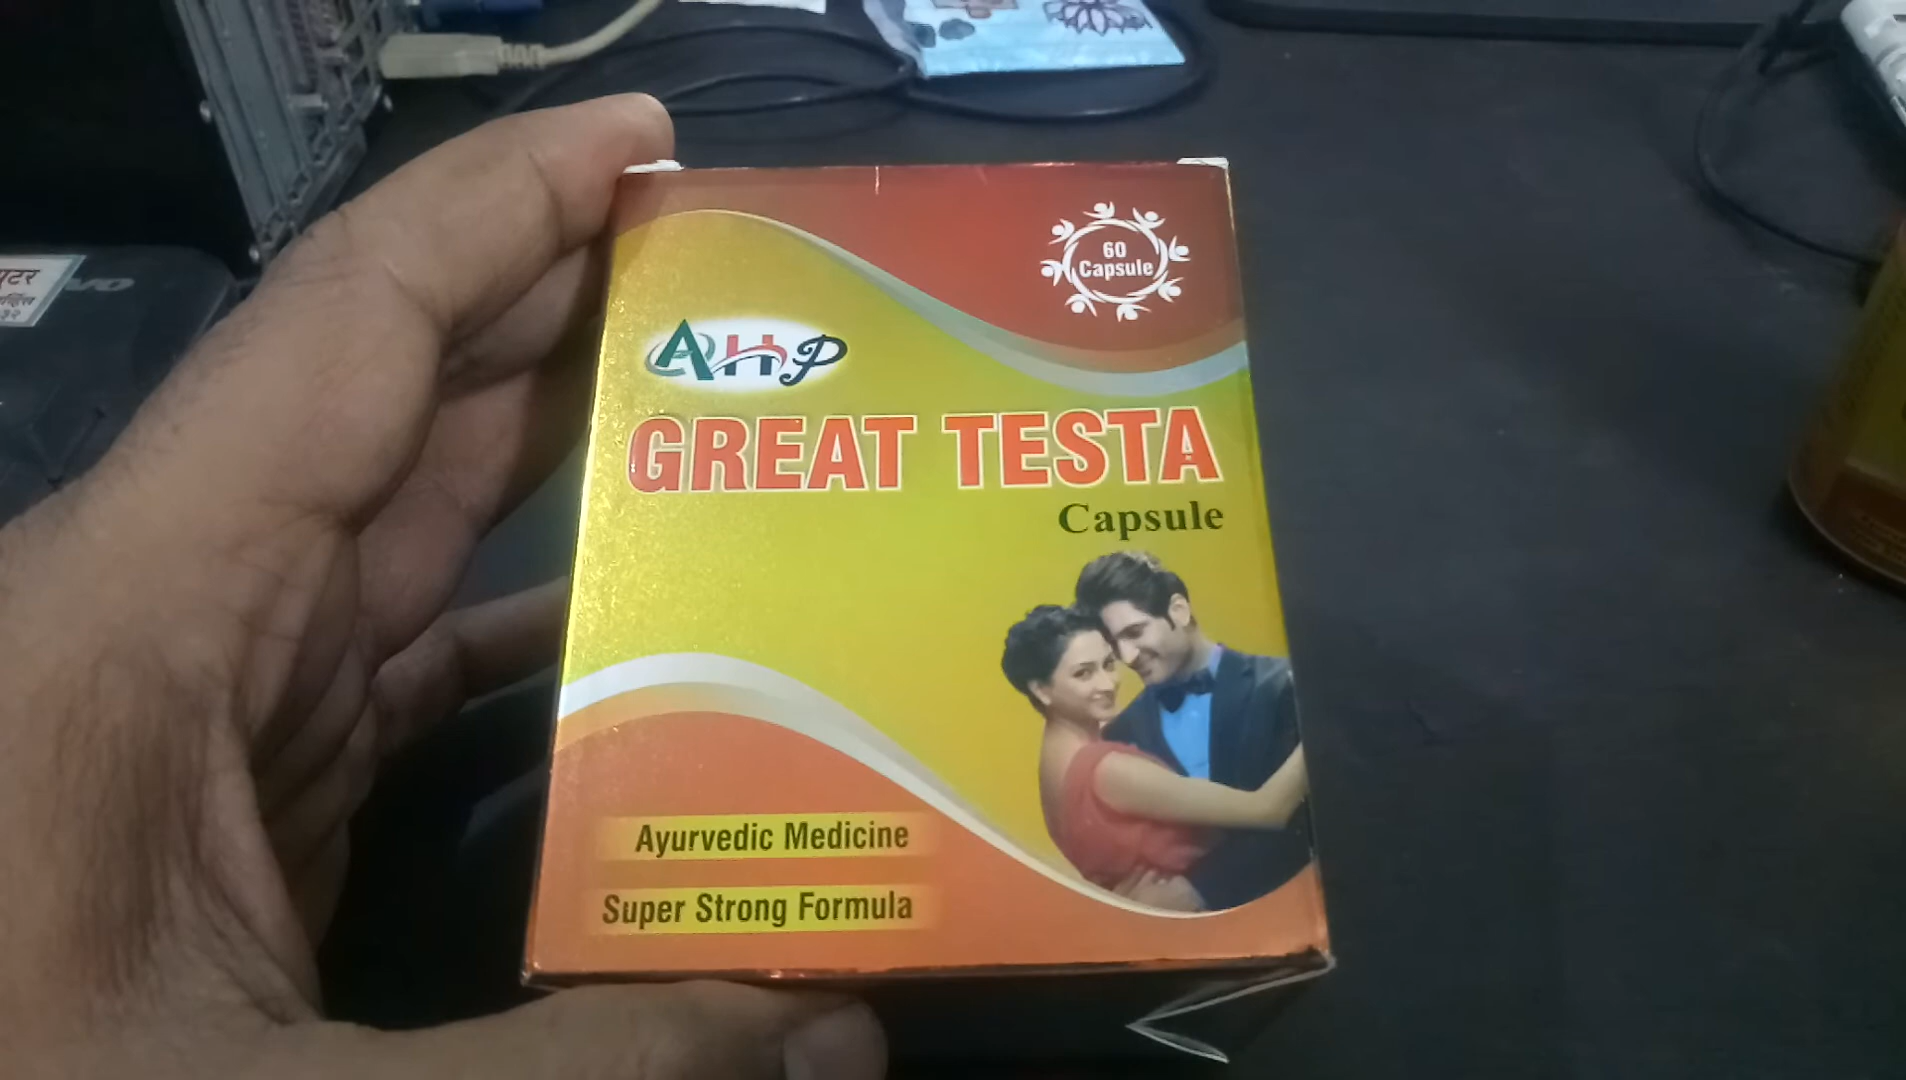 60
Capsule
AHP
GREAT TESTA
Capsule
Ayurvedic Medicine
Super Strong Formula